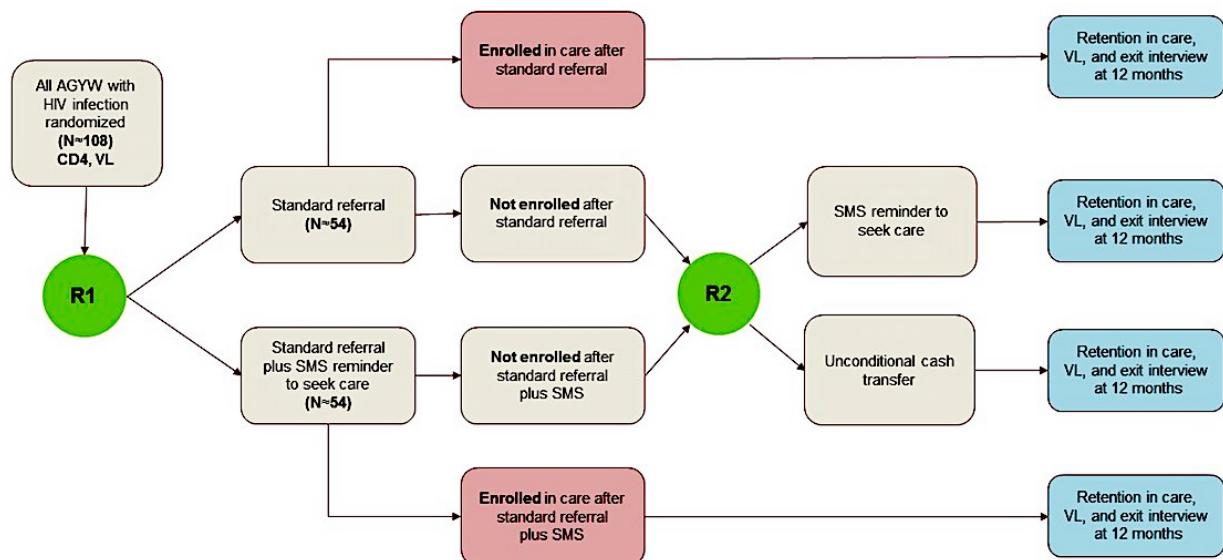 All AGYW with
HIV infection
randomized
(N≈108)
CD4, VL
R1
Standard referral
(N≈54)
Standard referral
plus SMS reminder
to seek care
(N≈54)
Enrolled in care after
standard referral
Not enrolled after
standard referral
Not enrolled after
standard referral
plus SMS
Enrolled in care after
standard referral
plus SMS
R2
SMS reminder to
seek care
Unconditional cash
transfer
Retention in care,
VL, and exit interview
at 12 months
Retention in care,
VL, and exit interview
at 12 months
Retention in care,
VL, and exit interview
at 12 months
Retention in care,
VL, and exit interview
at 12 months